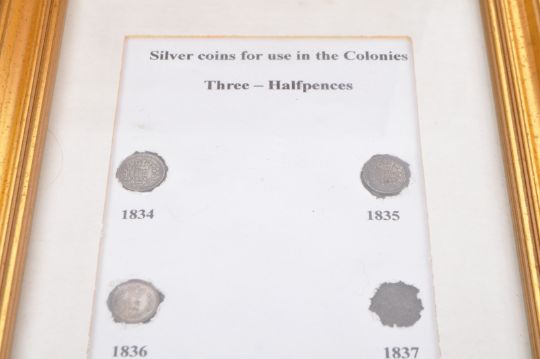 Silver coins for use in the Colonies
Three – Halfpences
1834
1835
1836
1837